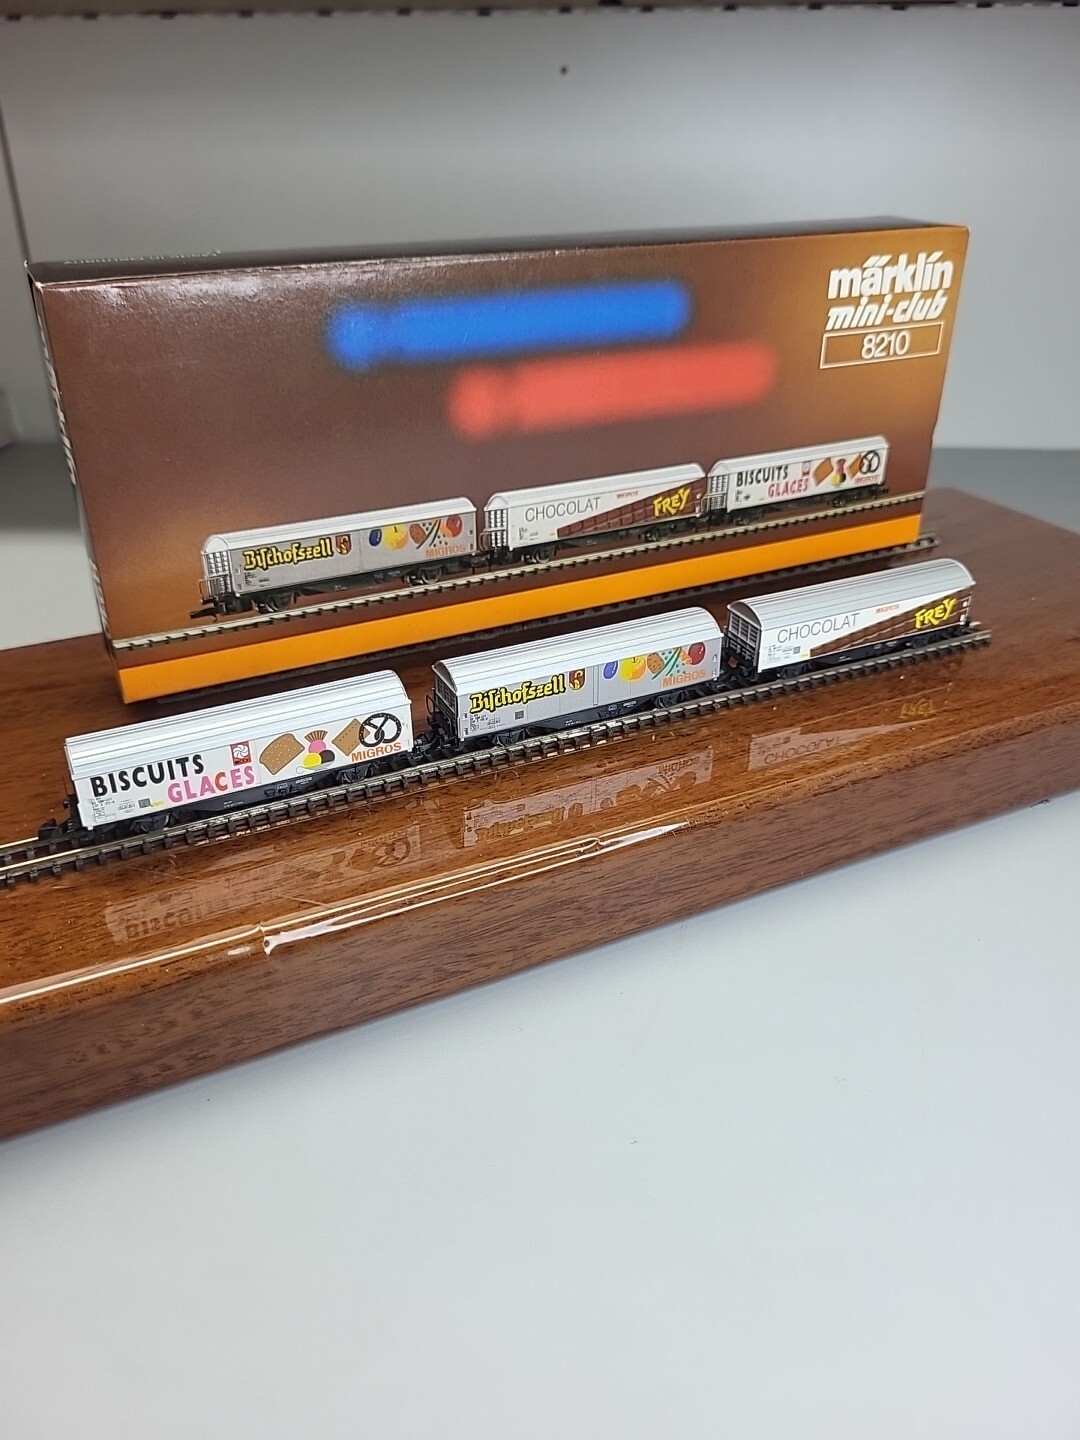 märklin
mini-club
8210
Bischofszell
MIGROS
CHOCOLAT
MIGROS
FREY
BISCUITS
GLACES
MIGROS
BISCUITS
GLACES
MIGROS
Bischofszell
MIGROS
CHOCOLAT
MIGROS
FREY